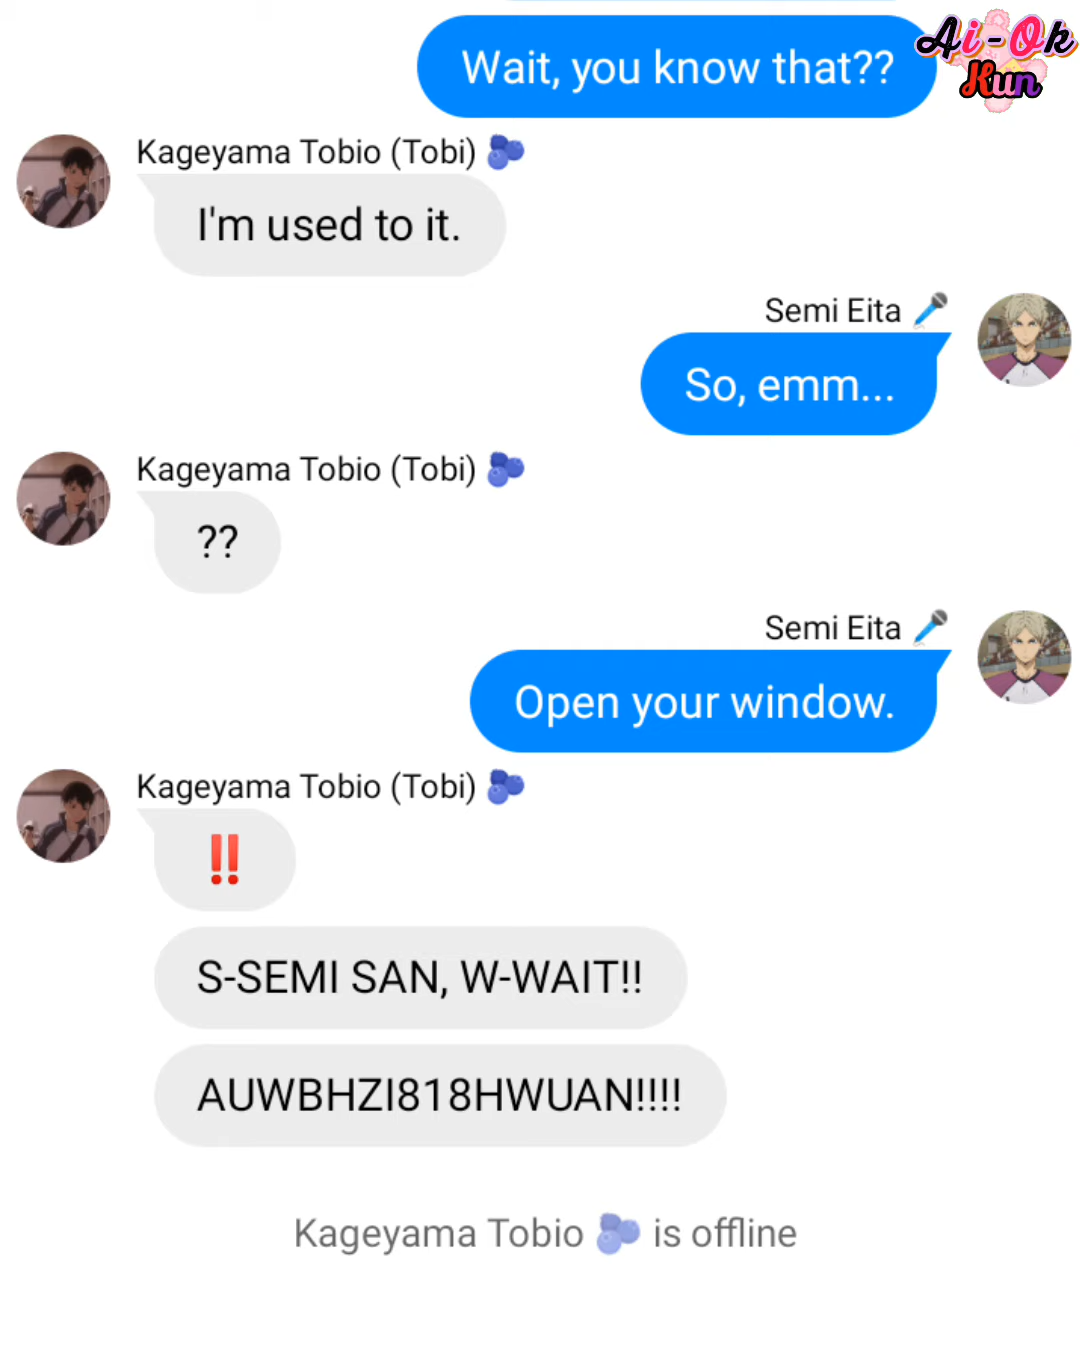 Ai-Ok
Kun
Wait, you know that??
Kageyama Tobio (Tobi) 🫐
I'm used to it.
Semi Eita 🎤
So, emm...
Kageyama Tobio (Tobi) 🫐
??
Semi Eita 🎤
Open your window.
Kageyama Tobio (Tobi) 🫐
‼️
S-SEMI SAN, W-WAIT!!
AUWBHZI818HWUAN!!!!
Kageyama Tobio 🫐 is offline